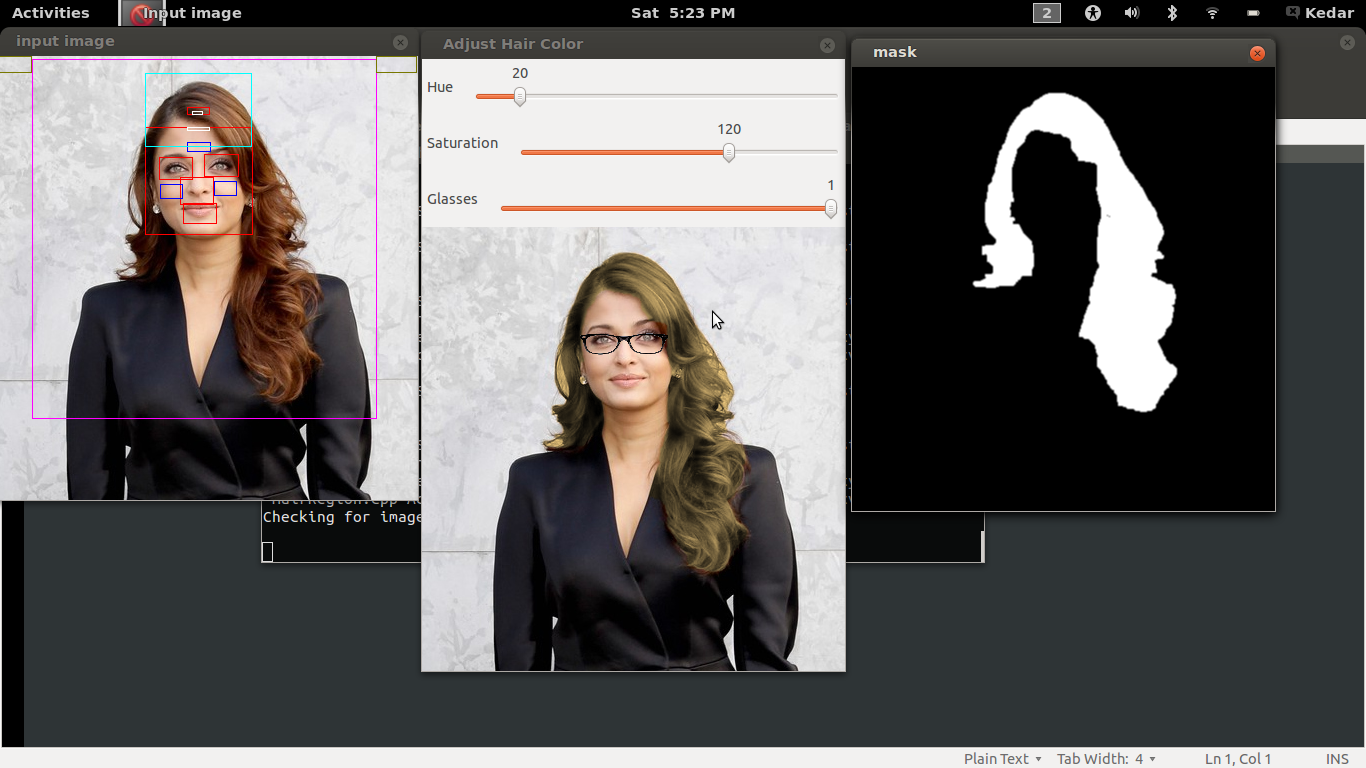 Activities
Input image
Sat 5:23 PM
2
Kedar
input image
Adjust Hair Color
mask
Hue
20
Saturation
120
Glasses
1
Checking for image
Plain Text
Tab Width: 4
Ln 1, Col 1
INS